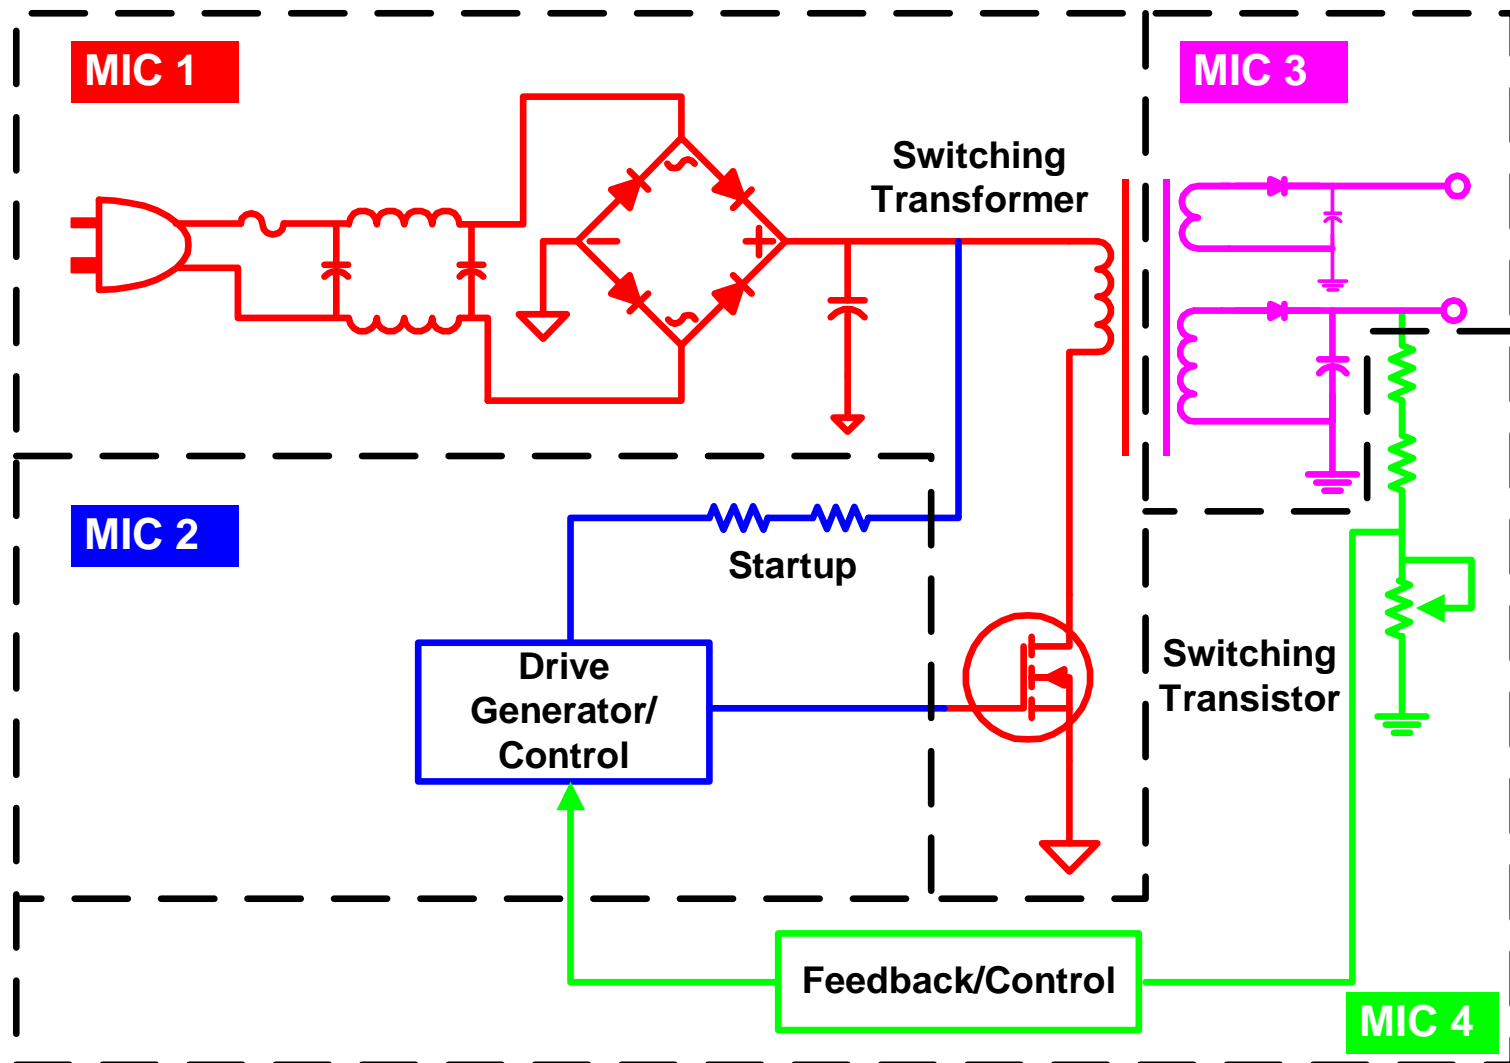 MIC 1
MIC 3
Switching
Transformer
MIC 2
Startup
Drive
Generator/
Control
Switching
Transistor
Feedback/Control
MIC 4